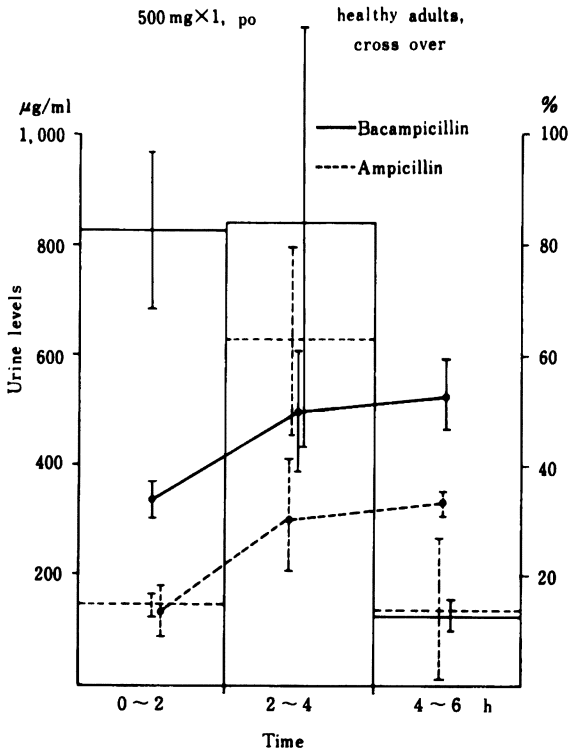 500 mg×1, po healthy adults,
cross over
μg/ml %
Bacampicillin
Ampicillin
1,000
800
600
400
200
100
80
60
40
20
Urine levels
0~2 2~4 4~6 h
Time